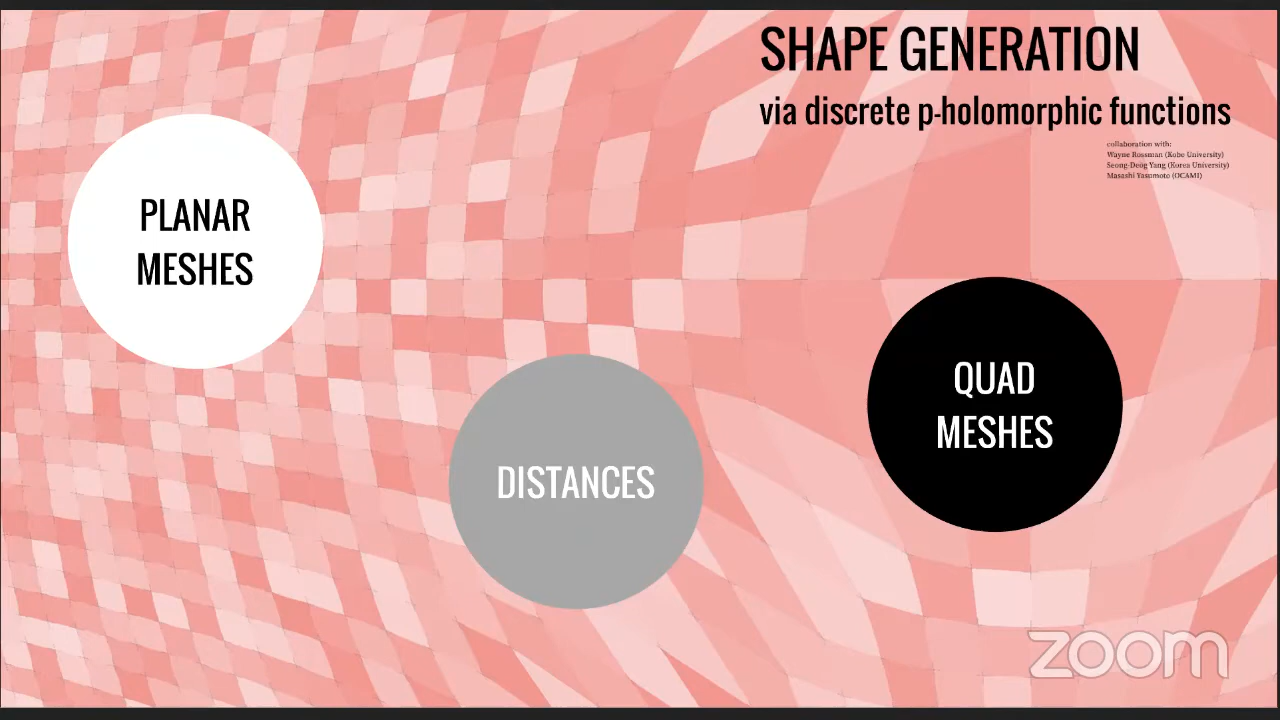 SHAPE GENERATION
via discrete p-holomorphic functions
collaboration with:
Wayne Rossman (Kobe University)
Seong-Deog Yang (Korea University)
Masashi Yasumoto (OCAMI)
PLANAR
MESHES
DISTANCES
QUAD
MESHES
zoom